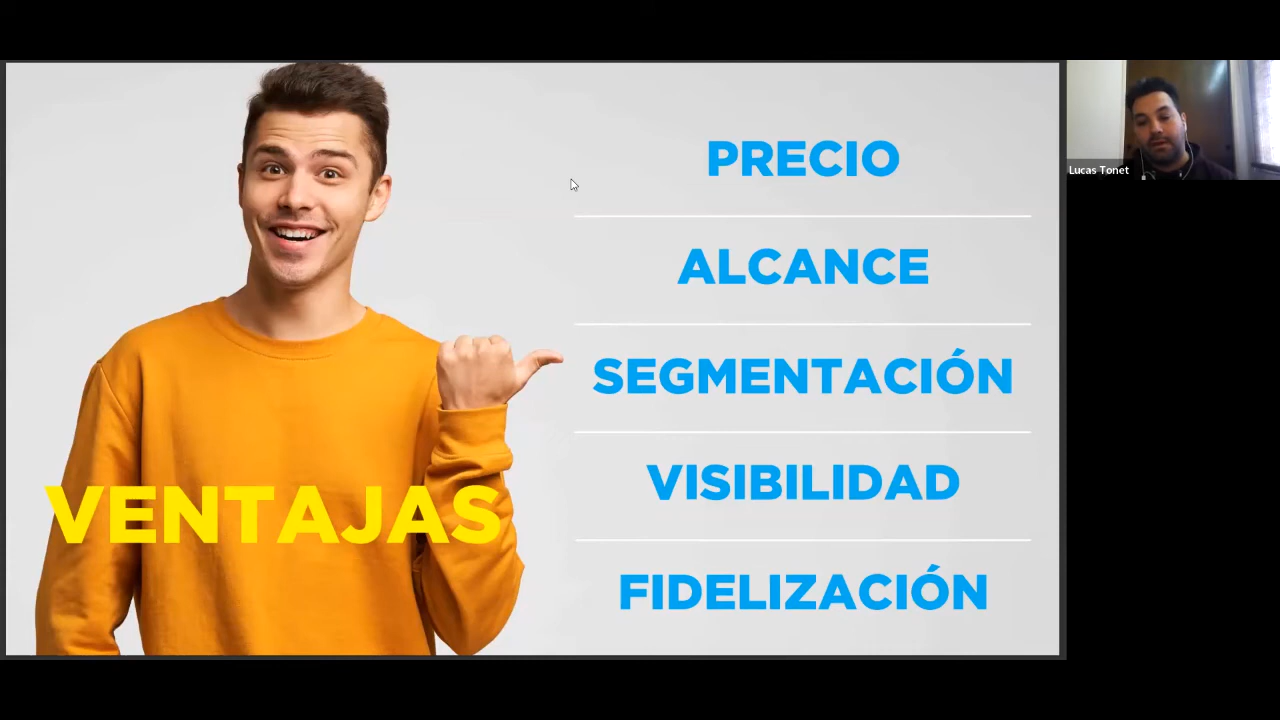 VENTAJAS
PRECIO
ALCANCE
SEGMENTACIÓN
VISIBILIDAD
FIDELIZACIÓN
Lucas Tonet